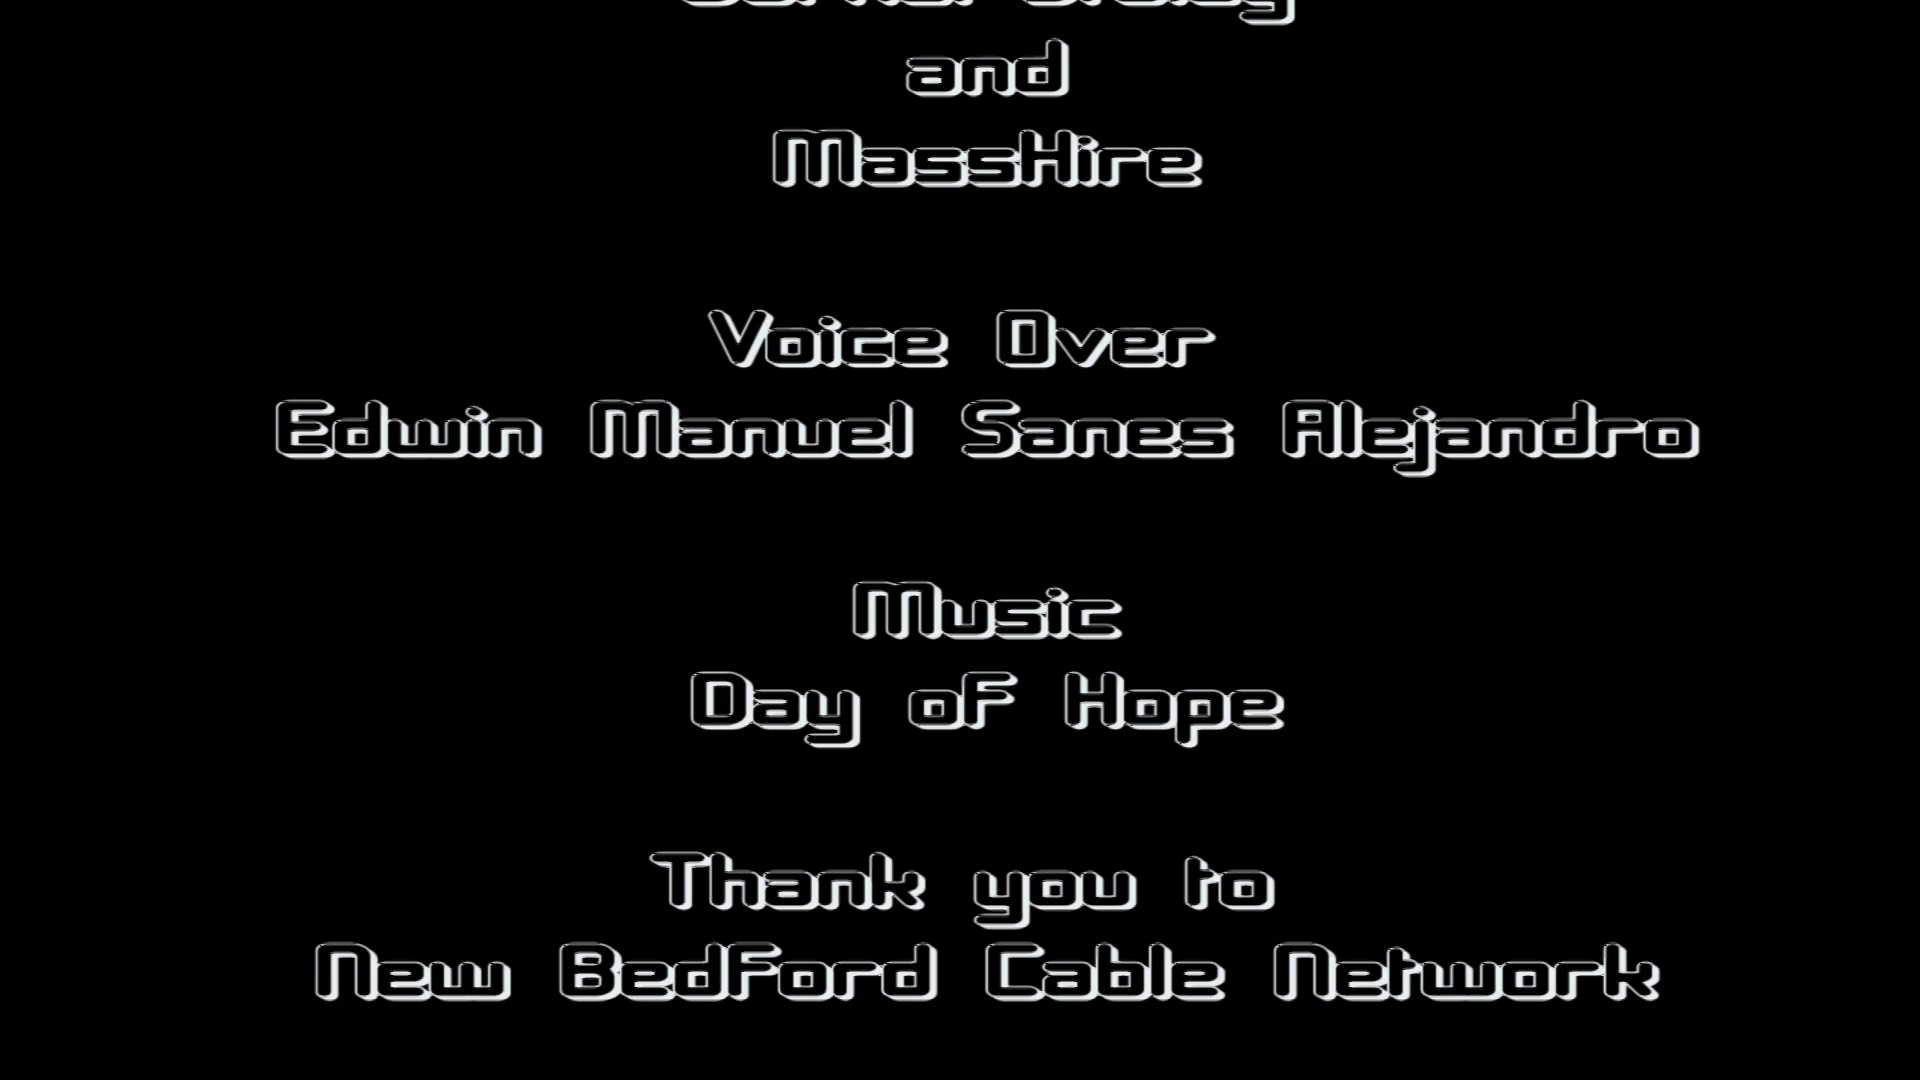 and
MassHire
Voice Over
Edwin Manuel Sanes Alejandro
Music
Day of Hope
Thank you to
New Bedford Cable Network